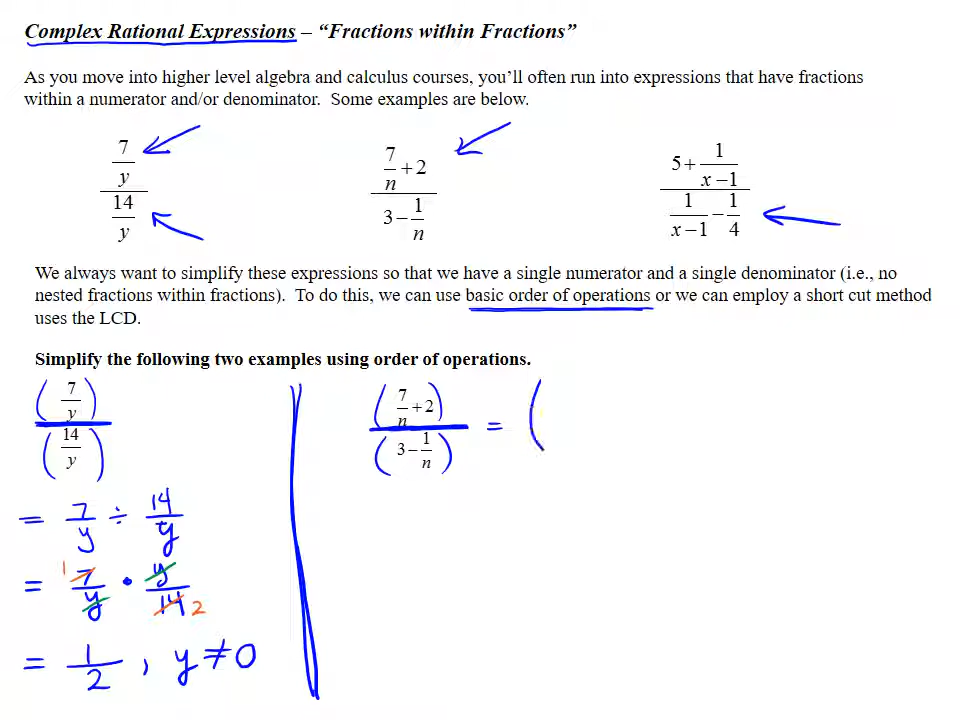 Complex Rational Expressions – “Fractions within Fractions”
As you move into higher level algebra and calculus courses, you’ll often run into expressions that have fractions
within a numerator and/or denominator. Some examples are below.
(7/y)/(14/y) (7/n + 2)/(3 − 1/n) (5 + 1/(x − 1))/(1/(x − 1) − 1/4)
We always want to simplify these expressions so that we have a single numerator and a single denominator (i.e., no
nested fractions within fractions). To do this, we can use basic order of operations or we can employ a short cut method
uses the LCD.
Simplify the following two examples using order of operations.
(7/y)/(14/y)
= 7/y ÷ 14/y
= 7/y • y/14 1 2
= 1/2 , y ≠ 0
(7/n + 2)/(3 − 1/n) = (